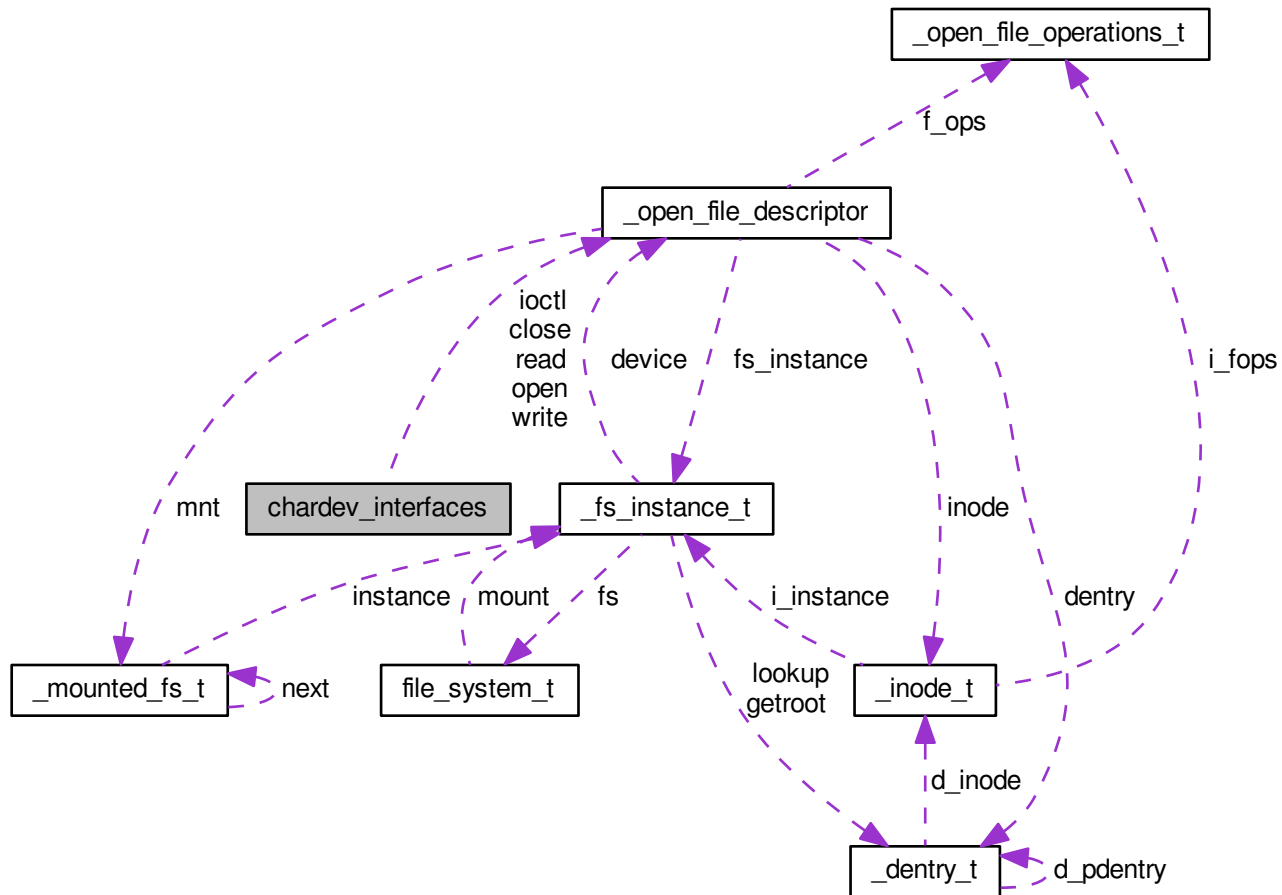 _open_file_operations_t
f_ops
_open_file_descriptor
ioctl
close
read
open
write
device
fs_instance
i_fops
mnt
chardev_interfaces
_fs_instance_t
inode
instance
mount
fs
i_instance
dentry
_mounted_fs_t
next
file_system_t
lookup
getroot
_inode_t
d_inode
_dentry_t
d_pdentry